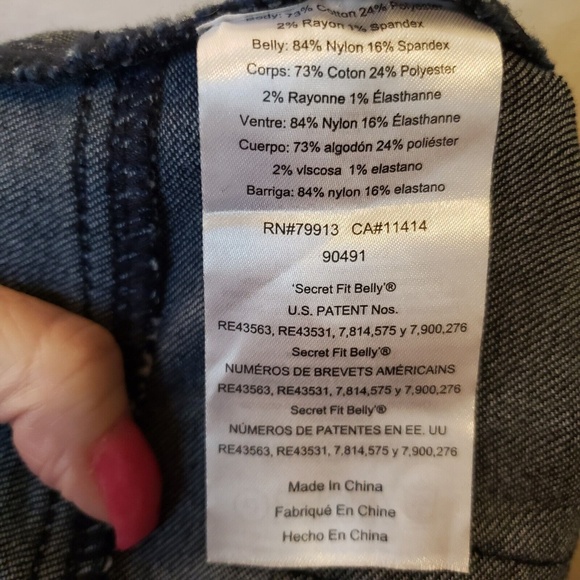 Body: 73% Cotton 24% Polyester
2% Rayon 1% Spandex
Belly: 84% Nylon 16% Spandex
Corps: 73% Coton 24% Polyester
2% Rayonne 1% Élasthanne
Ventre: 84% Nylon 16% Élasthanne
Cuerpo: 73% algodón 24% poliéster
2% viscosa 1% elastano
Barriga: 84% nylon 16% elastano
RN#79913 CA#11414
90491
'Secret Fit Belly'®
U.S. PATENT Nos.
RE43563, RE43531, 7,814,575 y 7,900,276
Secret Fit Belly'®
NUMÉROS DE BREVETS AMÉRICAINS
RE43563, RE43531, 7,814,575 y 7,900,276
Secret Fit Belly'®
NÚMEROS DE PATENTES EN EE. UU
RE43563, RE43531, 7,814,575 y 7,900,276
Made In China
Fabriqué En Chine
Hecho En China